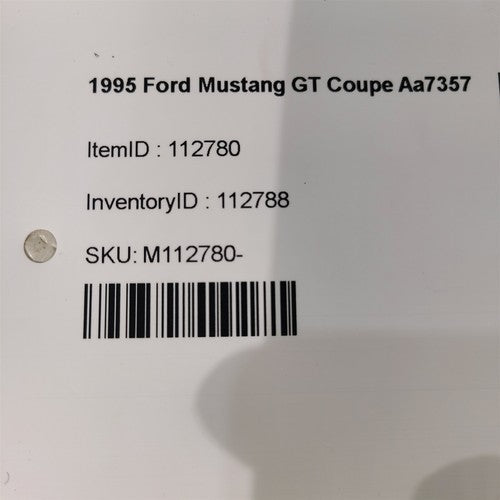 1995 Ford Mustang GT Coupe Aa7357
ItemID : 112780
InventoryID : 112788
SKU: M112780-